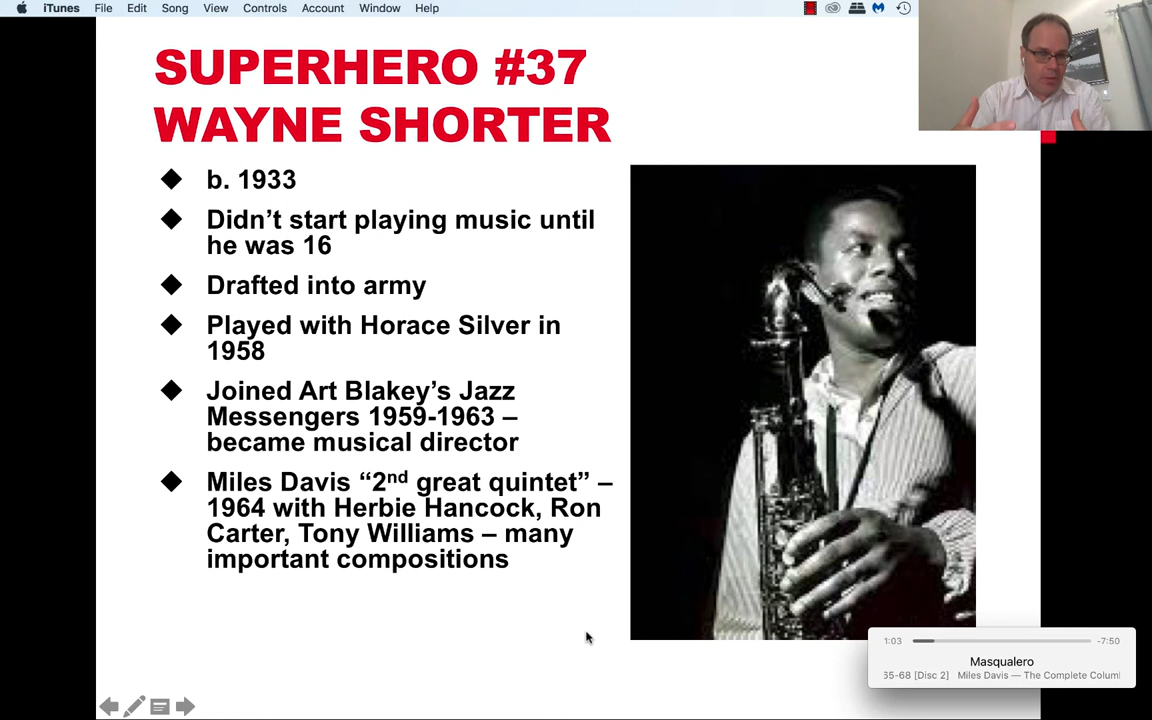 iTunes File Edit Song View Controls Account Window Help
SUPERHERO #37
WAYNE SHORTER
b. 1933
Didn’t start playing music until
he was 16
Drafted into army
Played with Horace Silver in
1958
Joined Art Blakey’s Jazz
Messengers 1959-1963 –
became musical director
Miles Davis “2nd great quintet” –
1964 with Herbie Hancock, Ron
Carter, Tony Williams – many
important compositions
1:03 -7:50
Masqualero
65-68 [Disc 2] Miles Davis — The Complete Colum